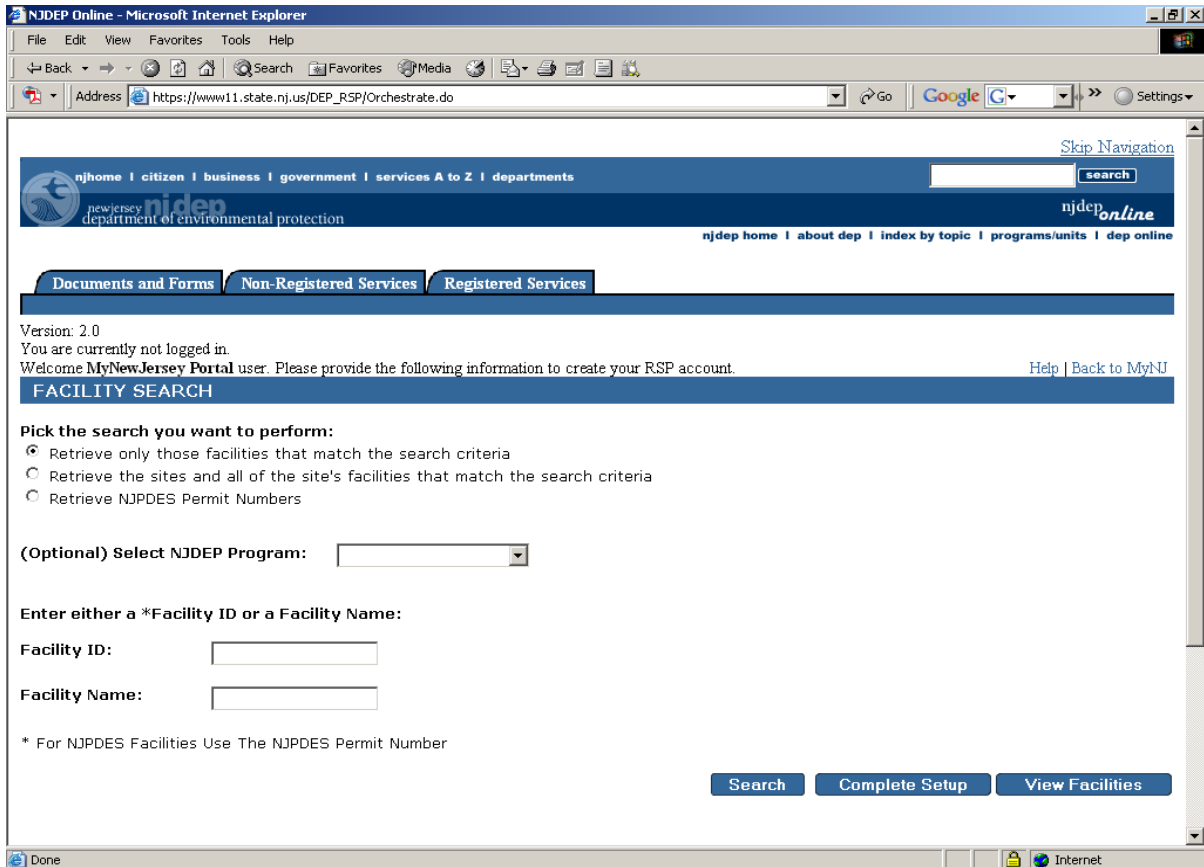 NJDEP Online - Microsoft Internet Explorer
File Edit View Favorites Tools Help
Back Search Favorites Media
Address https://www11.state.nj.us/DEP_RSP/Orchestrate.do Go Google G Settings
Skip Navigation
njhome I citizen I business I government I services A to Z I departments search
newjersey njdep
department of environmental protection
njdep online
njdep home I about dep I index by topic I programs/units I dep online
Documents and Forms Non-Registered Services Registered Services
Version: 2.0
You are currently not logged in.
Welcome MyNewJersey Portal user. Please provide the following information to create your RSP account. Help | Back to MyNJ
FACILITY SEARCH
Pick the search you want to perform:
Retrieve only those facilities that match the search criteria
Retrieve the sites and all of the site's facilities that match the search criteria
Retrieve NJPDES Permit Numbers
(Optional) Select NJDEP Program:
Enter either a *Facility ID or a Facility Name:
Facility ID:
Facility Name:
* For NJPDES Facilities Use The NJPDES Permit Number
Search Complete Setup View Facilities
Done Internet